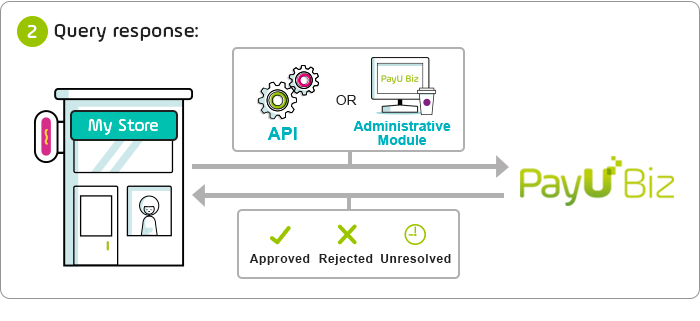 2 Query response:
My Store
PayU Biz
OR
API
Administrative
Module
PayU Biz
Approved
Rejected
Unresolved